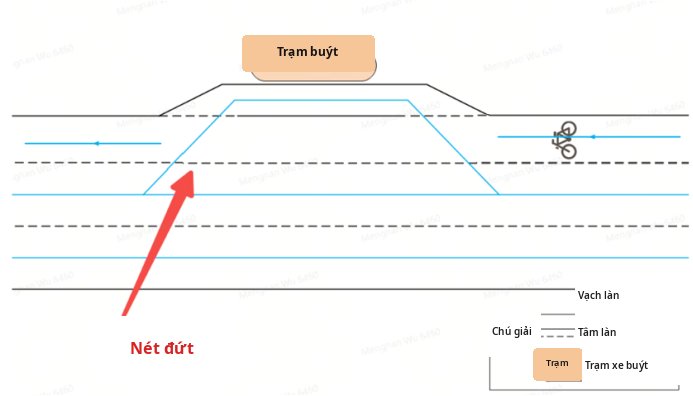 Trạm buýt
Nét đứt
Vạch làn
Chú giải
Tâm làn
Trạm
Trạm xe buýt